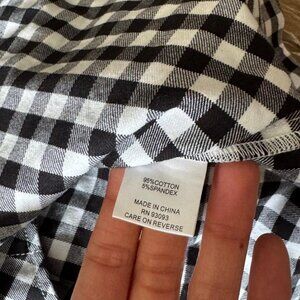 95%COTTON
5%SPANDEX
MADE IN CHINA
RN 93093
CARE ON REVERSE